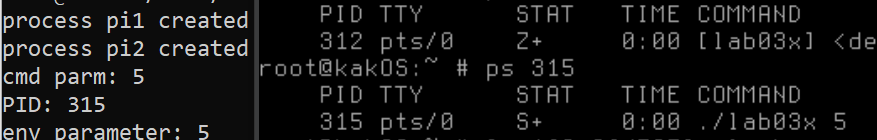 process pi1 created
process pi2 created
cmd parm: 5
PID: 315
env parameter: 5
PID TTY STAT TIME COMMAND
312 pts/0 Z+ 0:00 [lab03x] <de
root@kakOS:~ # ps 315
PID TTY STAT TIME COMMAND
315 pts/0 S+ 0:00 ./lab03x 5